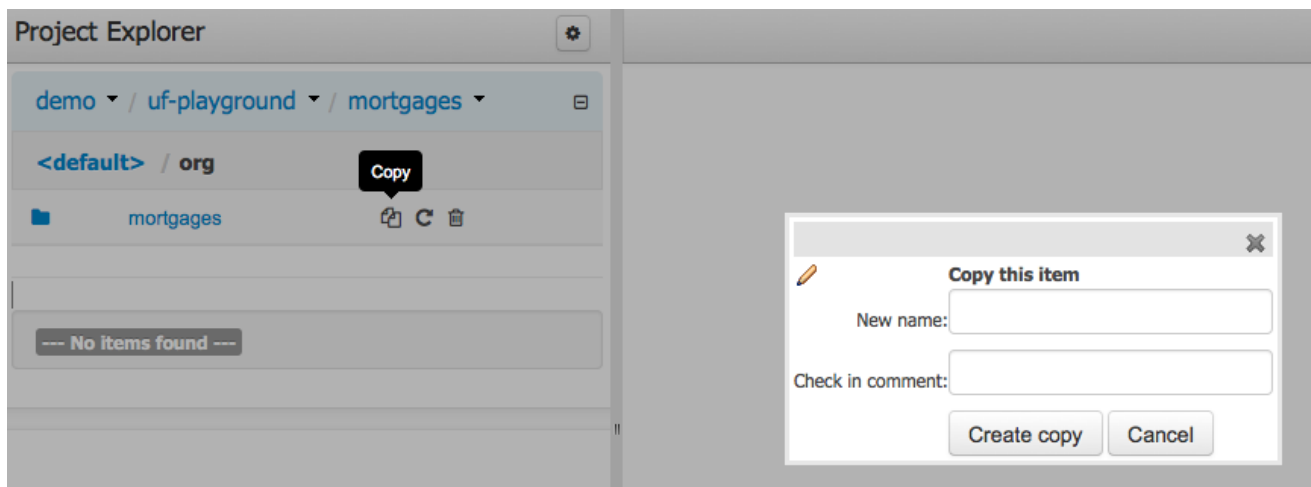 Project Explorer
demo / uf-playground / mortgages
<default> / org
Copy
mortgages
--- No items found ---
Copy this item
New name:
Check in comment:
Create copy Cancel